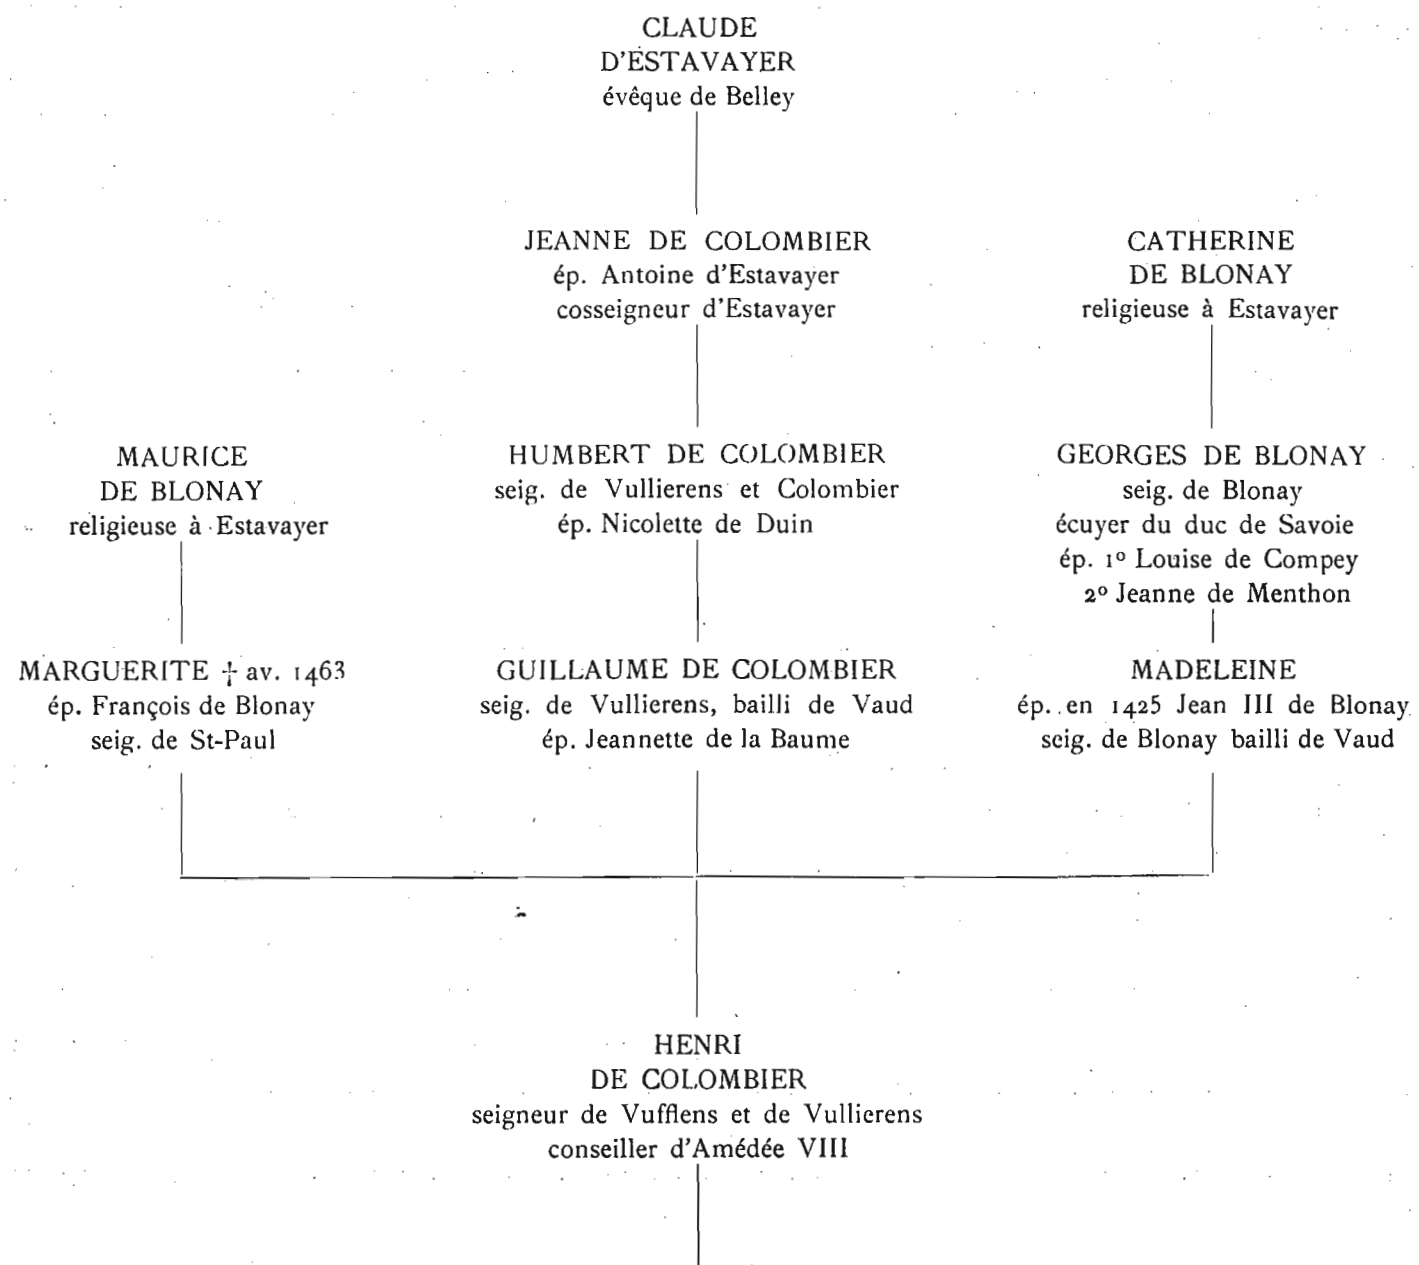 CLAUDE
D'ESTAVAYER
évêque de Belley
JEANNE DE COLOMBIER
ép. Antoine d'Estavayer
cosseigneur d'Estavayer
CATHERINE
DE BLONAY
religieuse à Estavayer
MAURICE
DE BLONAY
religieuse à Estavayer
HUMBERT DE COLOMBIER
seig. de Vullierens et Colombier
ép. Nicolette de Duin
GEORGES DE BLONAY
seig. de Blonay
écuyer du duc de Savoie
ép. 1º Louise de Compey
2º Jeanne de Menthon
MARGUERITE † av. 1463
ép. François de Blonay
seig. de St-Paul
GUILLAUME DE COLOMBIER
seig. de Vullierens, bailli de Vaud
ép. Jeannette de la Baume
MADELEINE
ép. en 1425 Jean III de Blonay
seig. de Blonay bailli de Vaud
HENRI
DE COLOMBIER
seigneur de Vufflens et de Vullierens
conseiller d'Amédée VIII